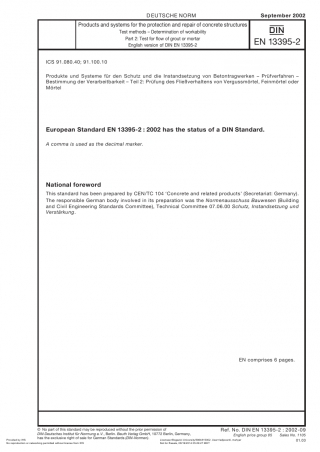 DEUTSCHE NORM
September 2002
Products and systems for the protection and repair of concrete structures
Test methods – Determination of workability
Part 2: Test for flow of grout or mortar
English version of DIN EN 13395-2
DIN
EN 13395-2
ICS 91.080.40; 91.100.10
Produkte und Systeme für den Schutz und die Instandsetzung von Betontragwerken – Prüfverfahren –
Bestimmung der Verarbeitbarkeit – Teil 2: Prüfung des Fließverhaltens von Vergussmörtel, Feinmörtel oder
Mörtel
European Standard EN 13395-2 : 2002 has the status of a DIN Standard.
A comma is used as the decimal marker.
National foreword
This standard has been prepared by CEN/TC 104 ‘Concrete and related products’ (Secretariat: Germany).
The responsible German body involved in its preparation was the Normenausschuss Bauwesen (Building
and Civil Engineering Standards Committee), Technical Committee 07.06.00 Schutz, Instandsetzung und
Verstärkung.
EN comprises 6 pages.
© No part of this standard may be reproduced without the prior permission of
DIN Deutsches Institut für Normung e.V., Berlin. Beuth Verlag GmbH, 10772 Berlin, Germany,
has the exclusive right of sale for German Standards (DIN-Normen).
Ref. No. DIN EN 13395-2 : 2002-09
English price group 03 Sales No. 1103
01.03